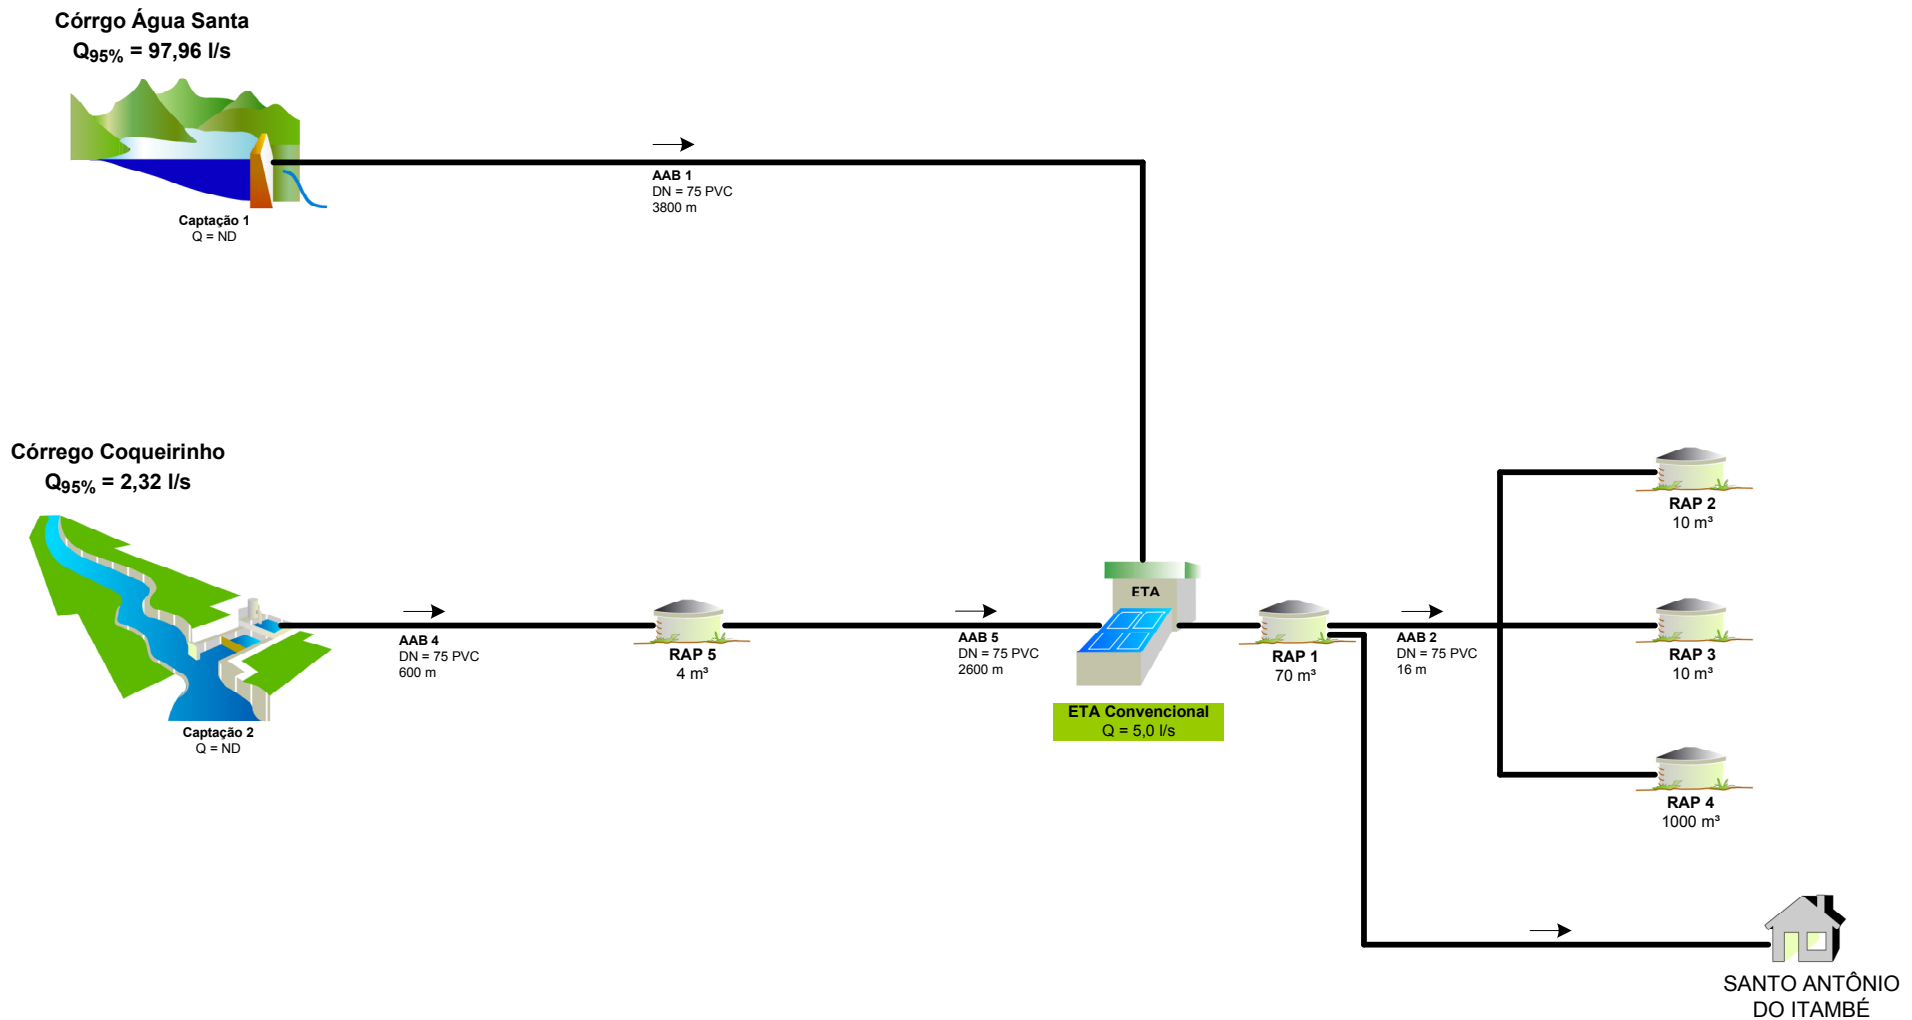 Córrgo Água Santa
Q95% = 97,96 l/s
Captação 1
Q = ND
AAB 1
DN = 75 PVC
3800 m
Córrego Coqueirinho
Q95% = 2,32 l/s
Captação 2
Q = ND
AAB 4
DN = 75 PVC
600 m
RAP 5
4 m³
AAB 5
DN = 75 PVC
2600 m
ETA
ETA Convencional
Q = 5,0 l/s
RAP 1
70 m³
AAB 2
DN = 75 PVC
16 m
RAP 2
10 m³
RAP 3
10 m³
RAP 4
1000 m³
SANTO ANTÔNIO
DO ITAMBÉ